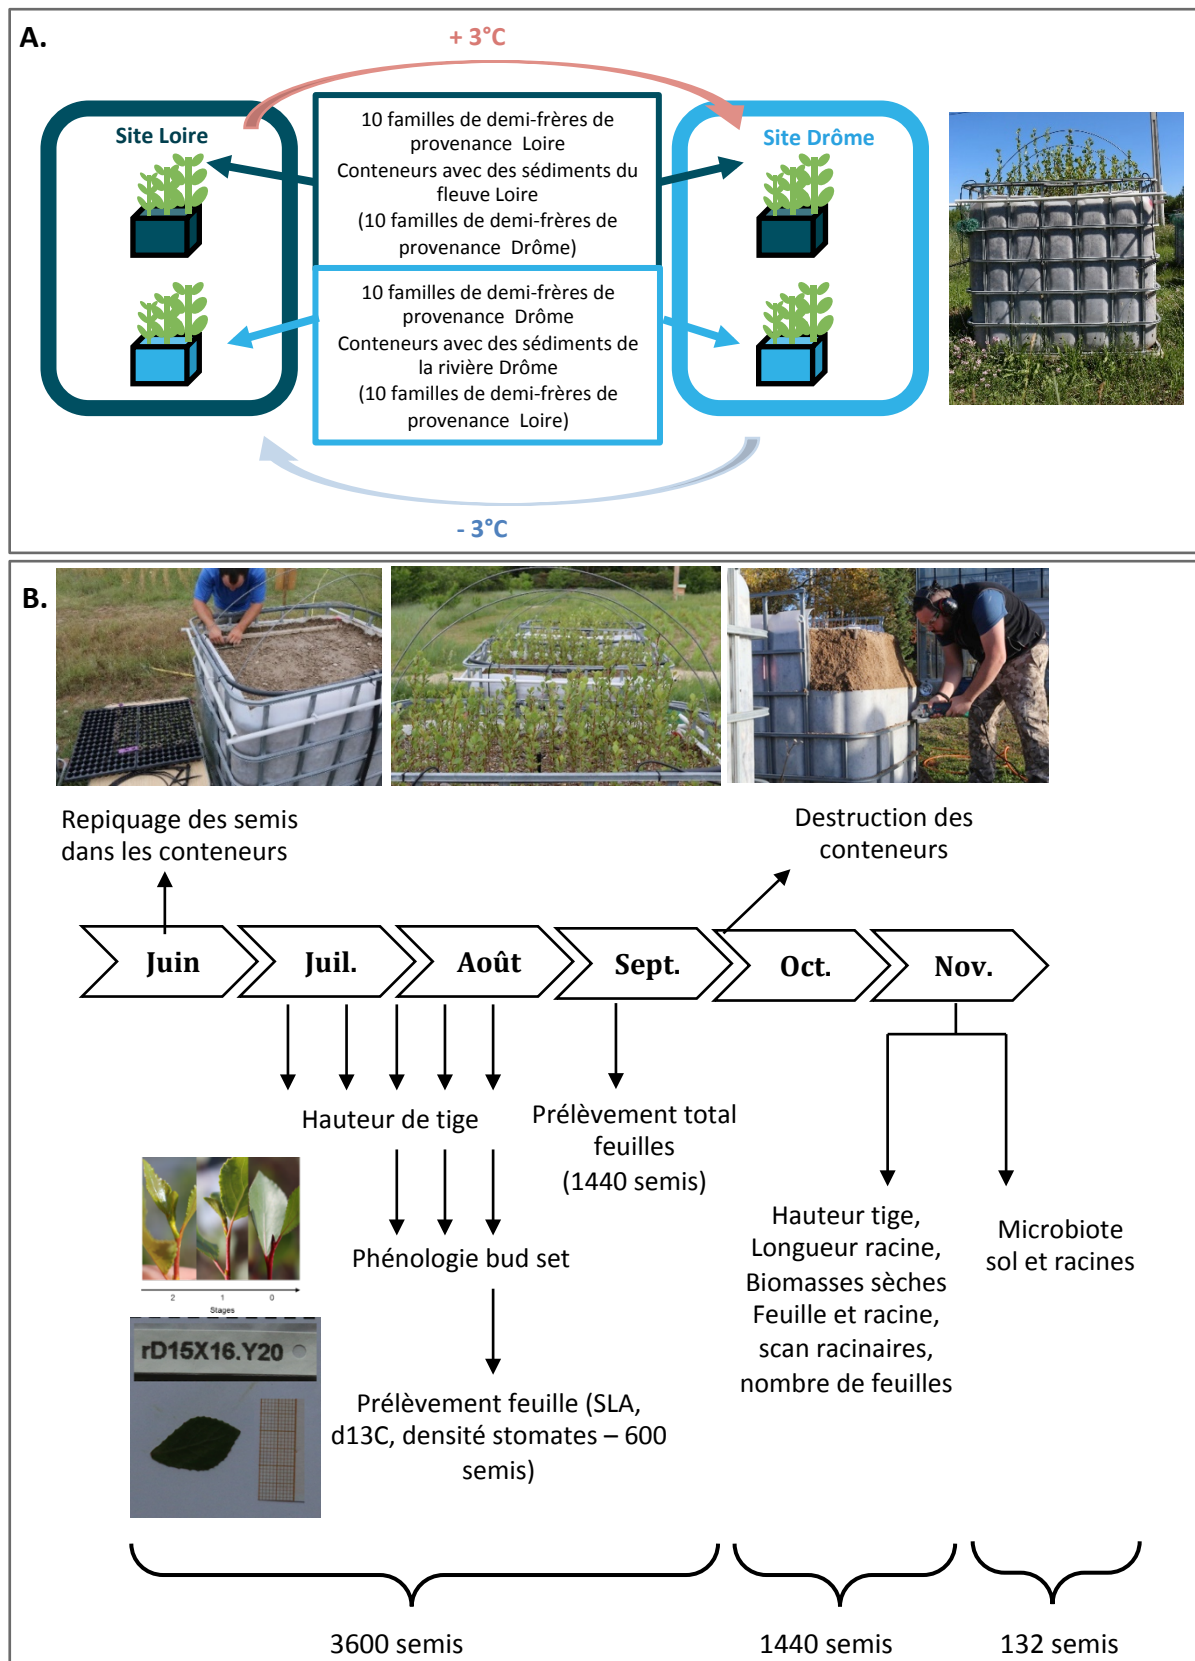 A.
+ 3°C
Site Loire
10 familles de demi-frères de
provenance Loire
Conteneurs avec des sédiments du
fleuve Loire
(10 familles de demi-frères de
provenance Drôme)
Site Drôme
10 familles de demi-frères de
provenance Drôme
Conteneurs avec des sédiments de
la rivière Drôme
(10 familles de demi-frères de
provenance Loire)
- 3°C
B.
Repiquage des semis
dans les conteneurs
Destruction des
conteneurs
Juin
Juil.
Août
Sept.
Oct.
Nov.
Hauteur de tige
Prélèvement total
feuilles
(1440 semis)
2 1 0
Stages
Phénologie bud set
Hauteur tige,
Longueur racine,
Biomasses sèches
Feuille et racine,
scan racinaires,
nombre de feuilles
Microbiote
sol et racines
rD15X16.Y20
Prélèvement feuille (SLA,
d13C, densité stomates – 600
semis)
3600 semis
1440 semis
132 semis